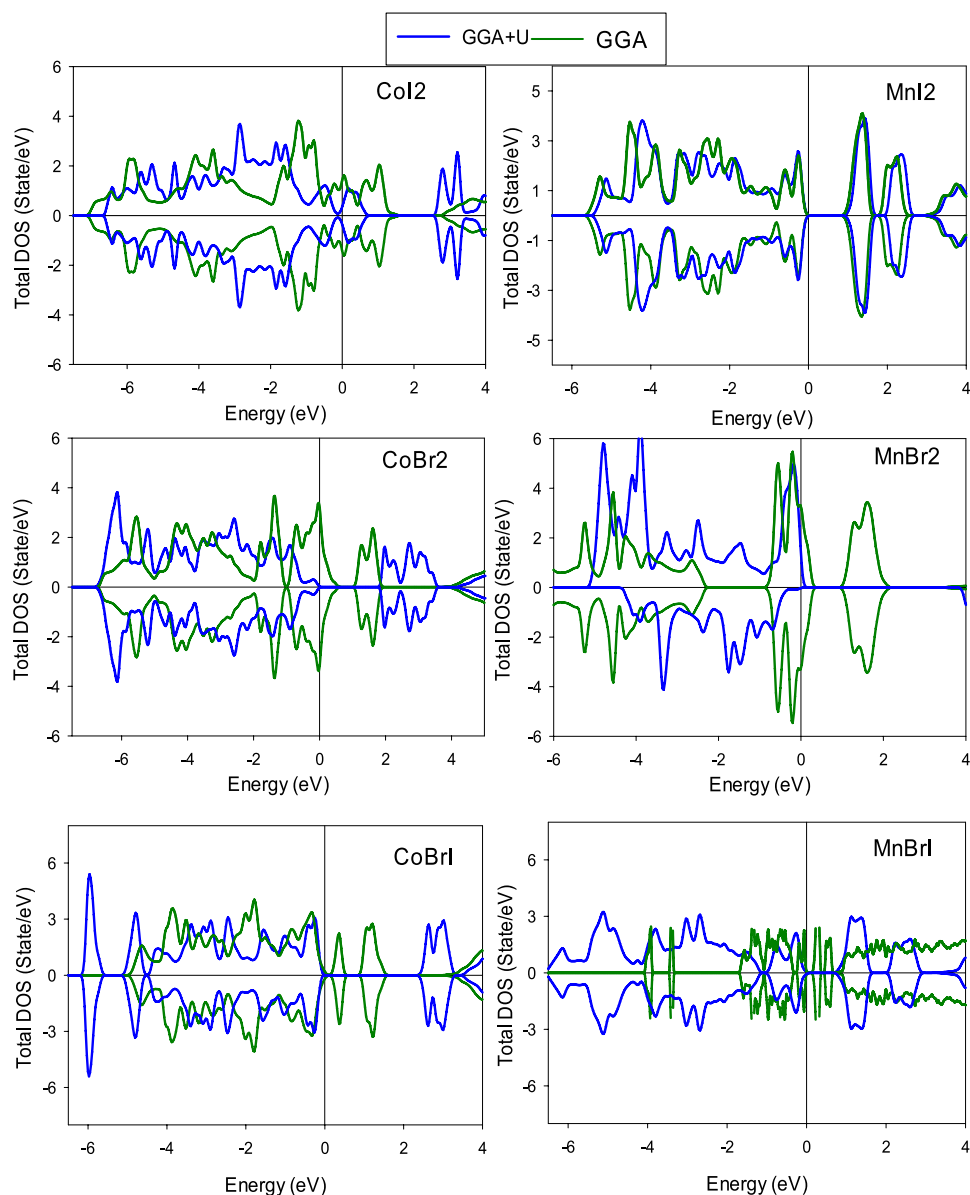 GGA+U GGA
CoI2
Total DOS (State/eV)
6
4
2
0
-2
-4
-6
-6 -4 -2 0 2 4
Energy (eV)
MnI2
Total DOS (State/eV)
5
3
1
-1
-3
-5
-6 -4 -2 0 2 4
Energy (eV)
CoBr2
Total DOS (State/eV)
6
4
2
0
-2
-4
-6
-6 -4 -2 0 2 4
Energy (eV)
MnBr2
Total DOS (State/eV)
6
4
2
0
-2
-4
-6
-6 -4 -2 0 2 4
Energy (eV)
CoBrI
Total DOS (State/eV)
6
3
0
-3
-6
-6 -4 -2 0 2 4
Energy (eV)
MnBrI
Total DOS (State/eV)
6
3
0
-3
-6
-6 -4 -2 0 2 4
Energy (eV)